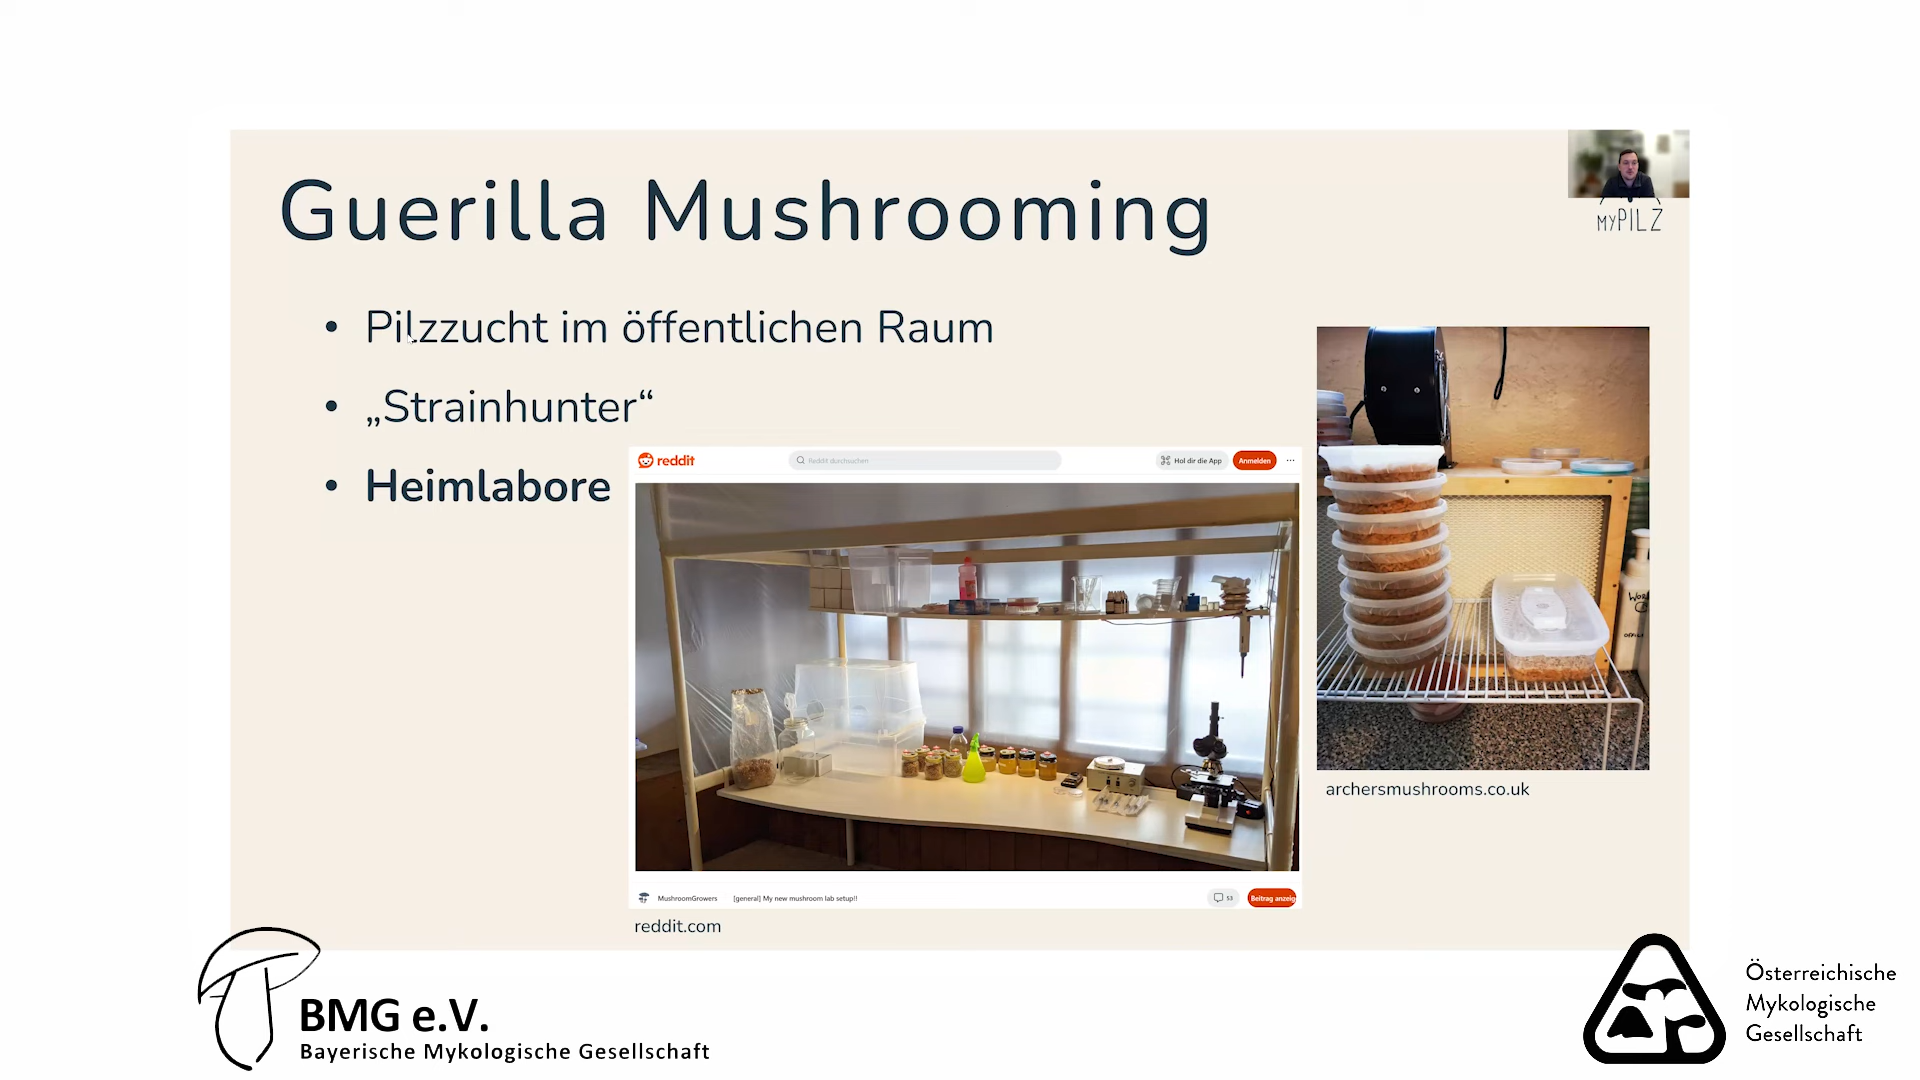 Guerilla Mushrooming
myPILZ
• Pilzzucht im öffentlichen Raum
• „Strainhunter“
• Heimlabore
reddit
Reddit durchsuchen
Hol dir die App
Anmelden
MushroomGrowers
[general] My new mushroom lab setup!!
53
Beitrag anzeig
reddit.com
archersmushrooms.co.uk
BMG e.V.
Bayerische Mykologische Gesellschaft
Österreichische
Mykologische
Gesellschaft